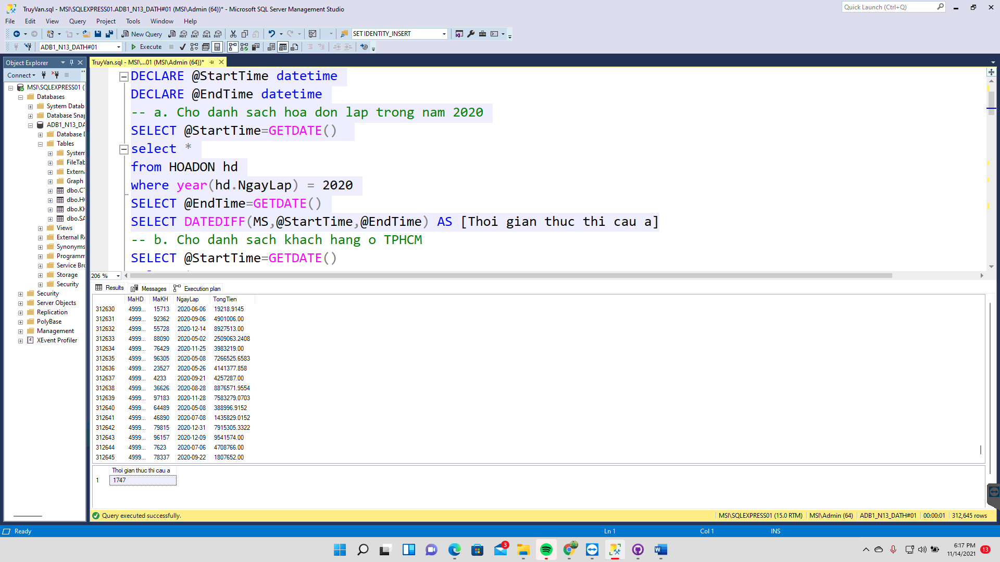 TruyVan.sql - MSI\SQLEXPRESS01.ADB1_N13_DATH#01 (MSI\Admin (64))* - Microsoft SQL Server Management Studio
Quick Launch (Ctrl+Q)
File Edit View Query Project Tools Window Help
New Query MDX DMX XMLA DAX SET IDENTITY_INSERT
ADB1_N13_DATH#01 Execute
Object Explorer
TruyVan.sql - MSI\...01 (MSI\Admin (64))*
Connect
MSI\SQLEXPRESS01 (
Databases
System Datab
Database Snap
ADB1_N13_DA
Database D
Tables
System
FileTab
Externa
Graph
dbo.CT
dbo.HO
dbo.KH
dbo.SA
Views
External Re
Synonyms
Programm
Service Bro
Storage
Security
Security
Server Objects
Replication
PolyBase
Management
XEvent Profiler
DECLARE @StartTime datetime
DECLARE @EndTime datetime
-- a. Cho danh sach hoa don lap trong nam 2020
SELECT @StartTime=GETDATE()
select *
from HOADON hd
where year(hd.NgayLap) = 2020
SELECT @EndTime=GETDATE()
SELECT DATEDIFF(MS,@StartTime,@EndTime) AS [Thoi gian thuc thi cau a]
-- b. Cho danh sach khach hang o TPHCM
SELECT @StartTime=GETDATE()
206 %
Results Messages Execution plan
MaHD MaKH NgayLap TongTien
312630 4999... 15713 2020-06-06 19218.9145
312631 4999... 92362 2020-09-06 4901006.00
312632 4999... 55728 2020-12-14 8927513.00
312633 4999... 88090 2020-05-02 2509063.2408
312634 4999... 76429 2020-11-25 3983219.00
312635 4999... 96305 2020-05-08 7266525.6583
312636 4999... 23527 2020-05-26 4141377.858
312637 4999... 4233 2020-09-21 4257287.00
312638 4999... 36626 2020-08-28 8876571.9554
312639 4999... 97183 2020-11-28 7583279.0703
312640 4999... 64489 2020-05-08 388996.9152
312641 4999... 46890 2020-07-08 1435829.0152
312642 4999... 79815 2020-12-31 7915305.3322
312643 4999... 96157 2020-12-09 9541574.00
312644 4999... 7623 2020-07-06 4708766.00
312645 4999... 78337 2020-09-22 1807652.00
Thoi gian thuc thi cau a
1 1747
Query executed successfully. MSI\SQLEXPRESS01 (15.0 RTM) MSI\Admin (64) ADB1_N13_DATH#01 00:00:01 312,645 rows
Ready Ln 1 Col 1 INS
3
6:17 PM
11/14/2021
13